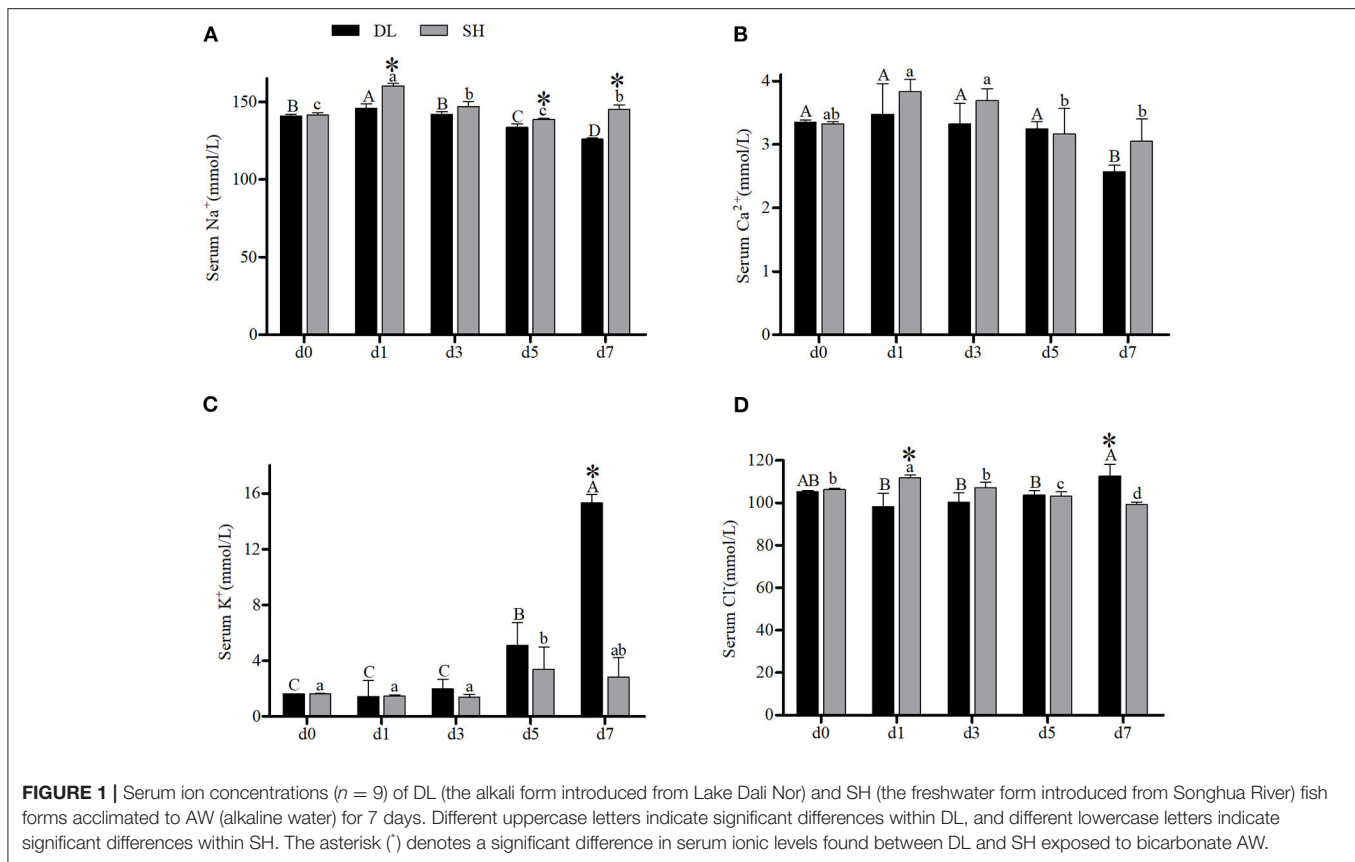 A
DL SH
Serum Na⁺(mmol/L)
150
100
50
0
B c A a * B b C c * D b *
d0 d1 d3 d5 d7
B
Serum Ca²⁺(mmol/L)
4
3
2
1
0
A ab A a A a A b B b
d0 d1 d3 d5 d7
C
Serum K⁺(mmol/L)
16
12
8
4
0
C a C a C a B b A * ab
d0 d1 d3 d5 d7
D
Serum Cl⁻(mmol/L)
120
100
80
60
40
20
0
AB b B a * B b B c A * d
d0 d1 d3 d5 d7
FIGURE 1 | Serum ion concentrations (n = 9) of DL (the alkali form introduced from Lake Dali Nor) and SH (the freshwater form introduced from Songhua River) fish
forms acclimated to AW (alkaline water) for 7 days. Different uppercase letters indicate significant differences within DL, and different lowercase letters indicate
significant differences within SH. The asterisk (*) denotes a significant difference in serum ionic levels found between DL and SH exposed to bicarbonate AW.